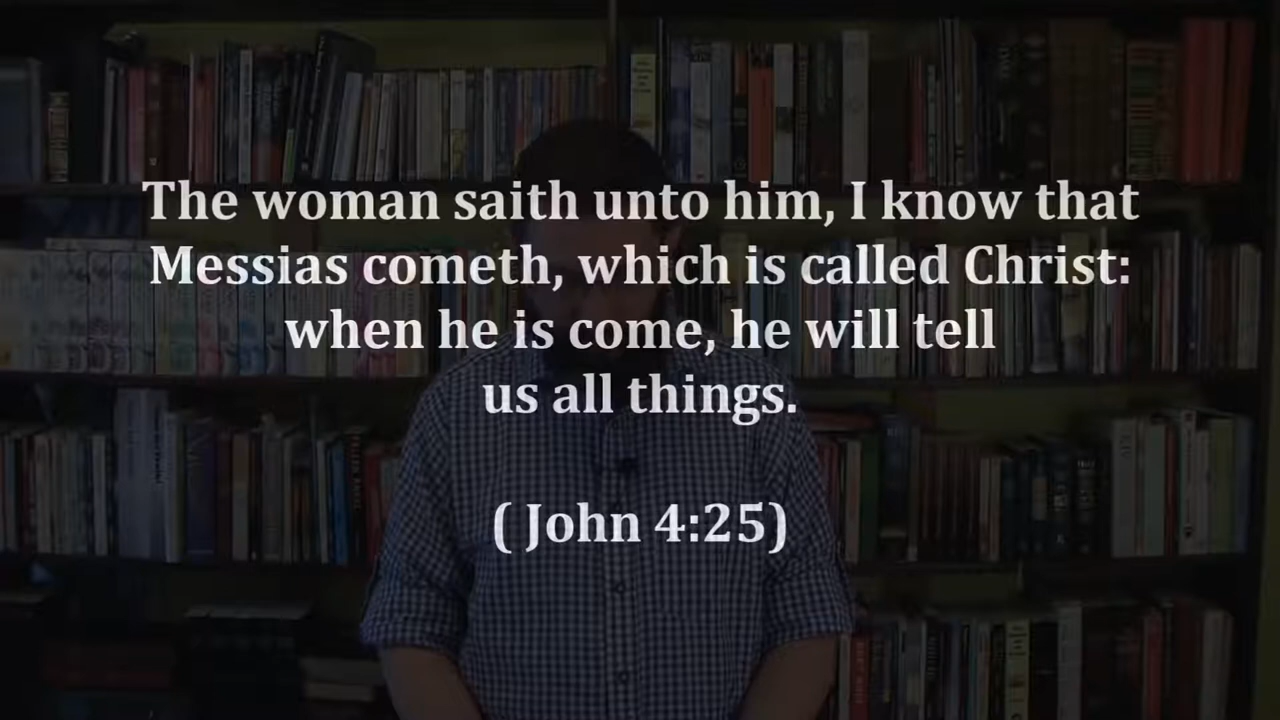 The woman saith unto him, I know that
Messias cometh, which is called Christ:
when he is come, he will tell
us all things.
( John 4:25)